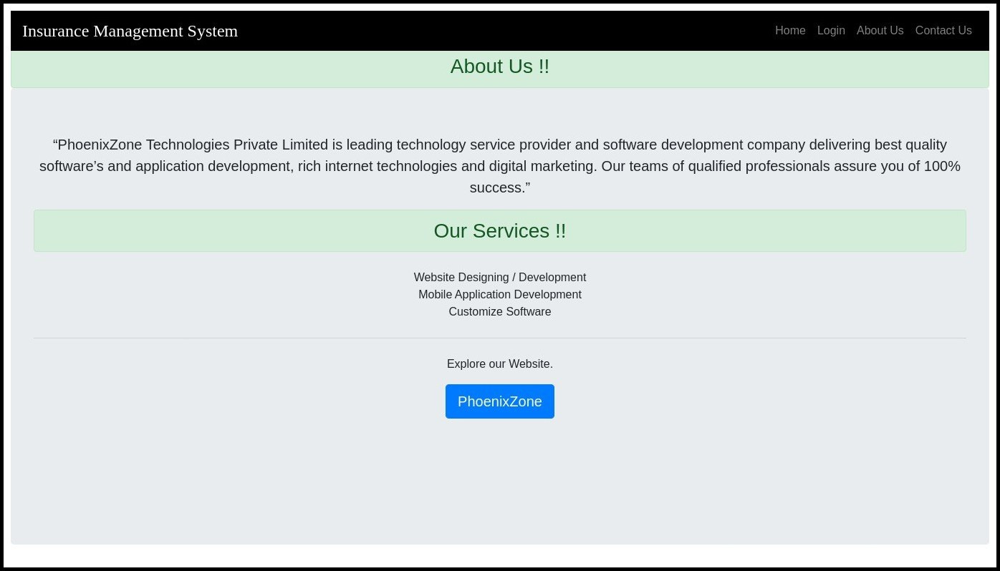 Insurance Management System
Home Login About Us Contact Us
About Us !!
“PhoenixZone Technologies Private Limited is leading technology service provider and software development company delivering best quality
software’s and application development, rich internet technologies and digital marketing. Our teams of qualified professionals assure you of 100%
success.”
Our Services !!
Website Designing / Development
Mobile Application Development
Customize Software
Explore our Website.
PhoenixZone